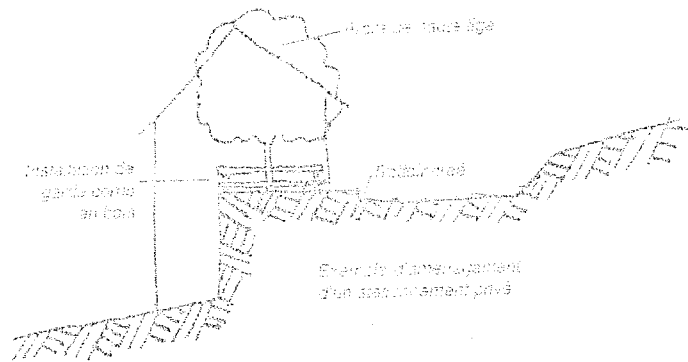 Arbre de haute tige
Installation de
garde corps
en bois
Exemple d'aménagement
d'un stationnement privé